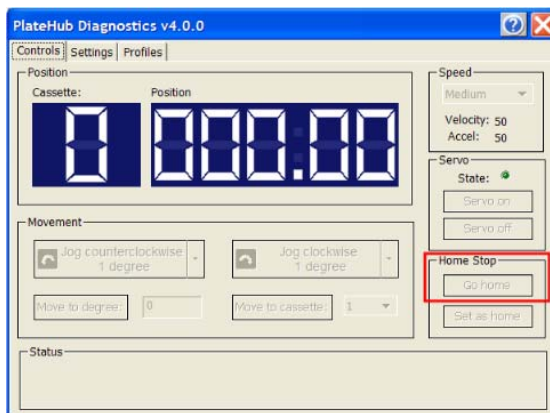 PlateHub Diagnostics v4.0.0
Controls Settings Profiles
Position
Cassette: Position
0 000:00
Movement
Jog counterclockwise 1 degree
Jog clockwise 1 degree
Move to degree: 0
Move to cassette: 1
Speed
Medium
Velocity: 50
Accel: 50
Servo
State:
Servo on
Servo off
Home Stop
Go home
Set as home
Status